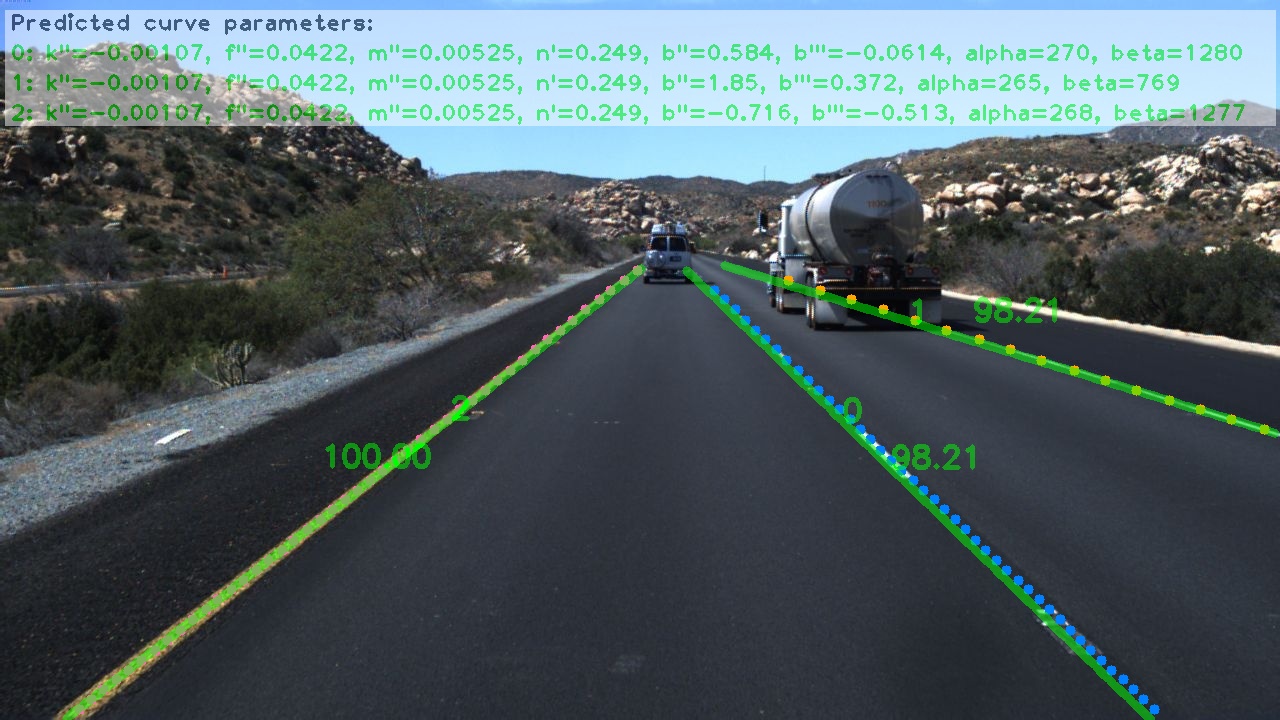 Predicted curve parameters:
0: k''=-0.00107, f''=0.0422, m''=0.00525, n'=0.249, b''=0.584, b'''=-0.0614, alpha=270, beta=1280
1: k''=-0.00107, f''=0.0422, m''=0.00525, n'=0.249, b''=1.85, b'''=0.372, alpha=265, beta=769
2: k''=-0.00107, f''=0.0422, m''=0.00525, n'=0.249, b''=-0.716, b'''=-0.513, alpha=268, beta=1277
1100
1 98.21
2
0
100.00
98.21